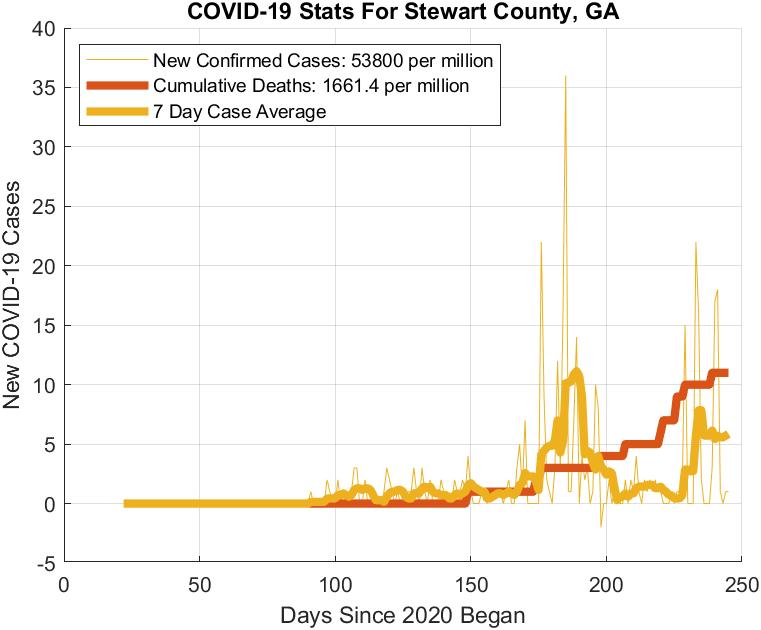 COVID-19 Stats For Stewart County, GA
New Confirmed Cases: 53800 per million
Cumulative Deaths: 1661.4 per million
7 Day Case Average
New COVID-19 Cases
40
35
30
25
20
15
10
5
0
-5
0 50 100 150 200 250
Days Since 2020 Began